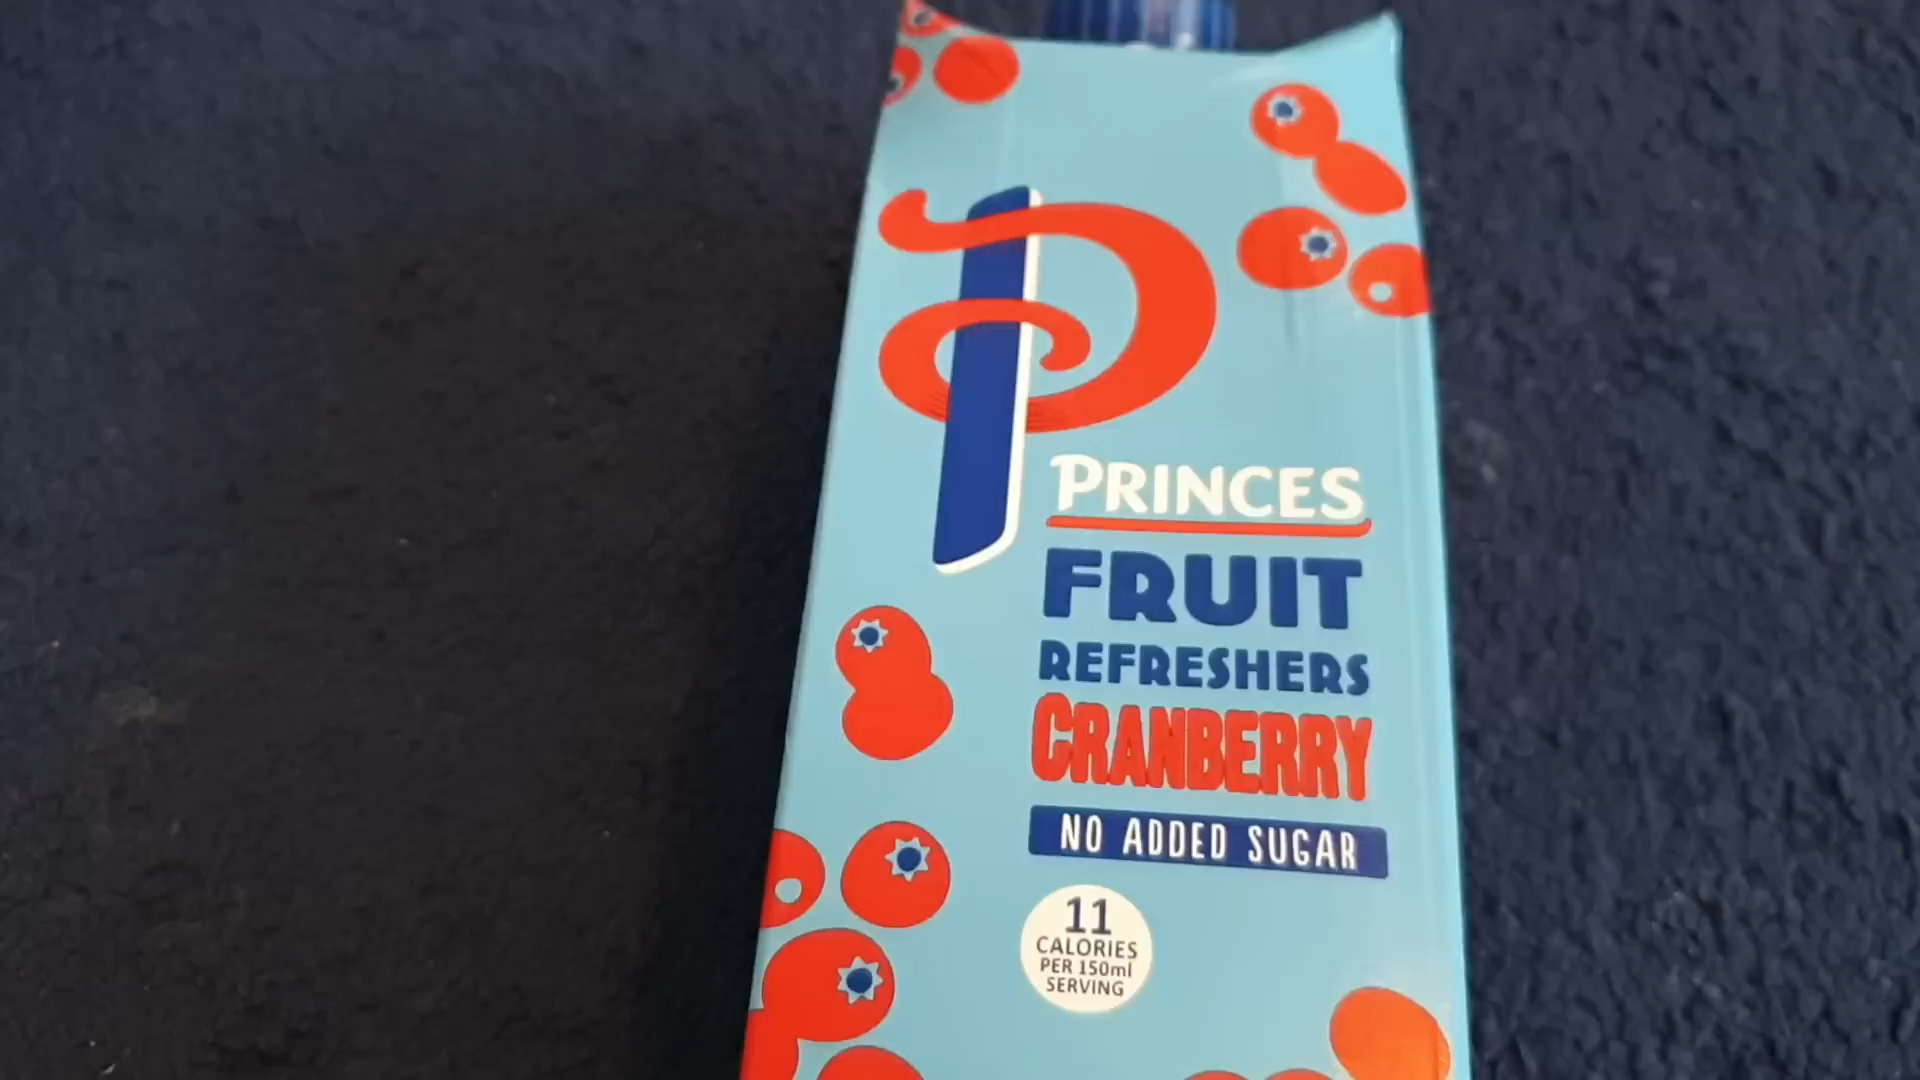 P
PRINCES
FRUIT
REFRESHERS
CRANBERRY
NO ADDED SUGAR
11
CALORIES
PER 150ml
SERVING